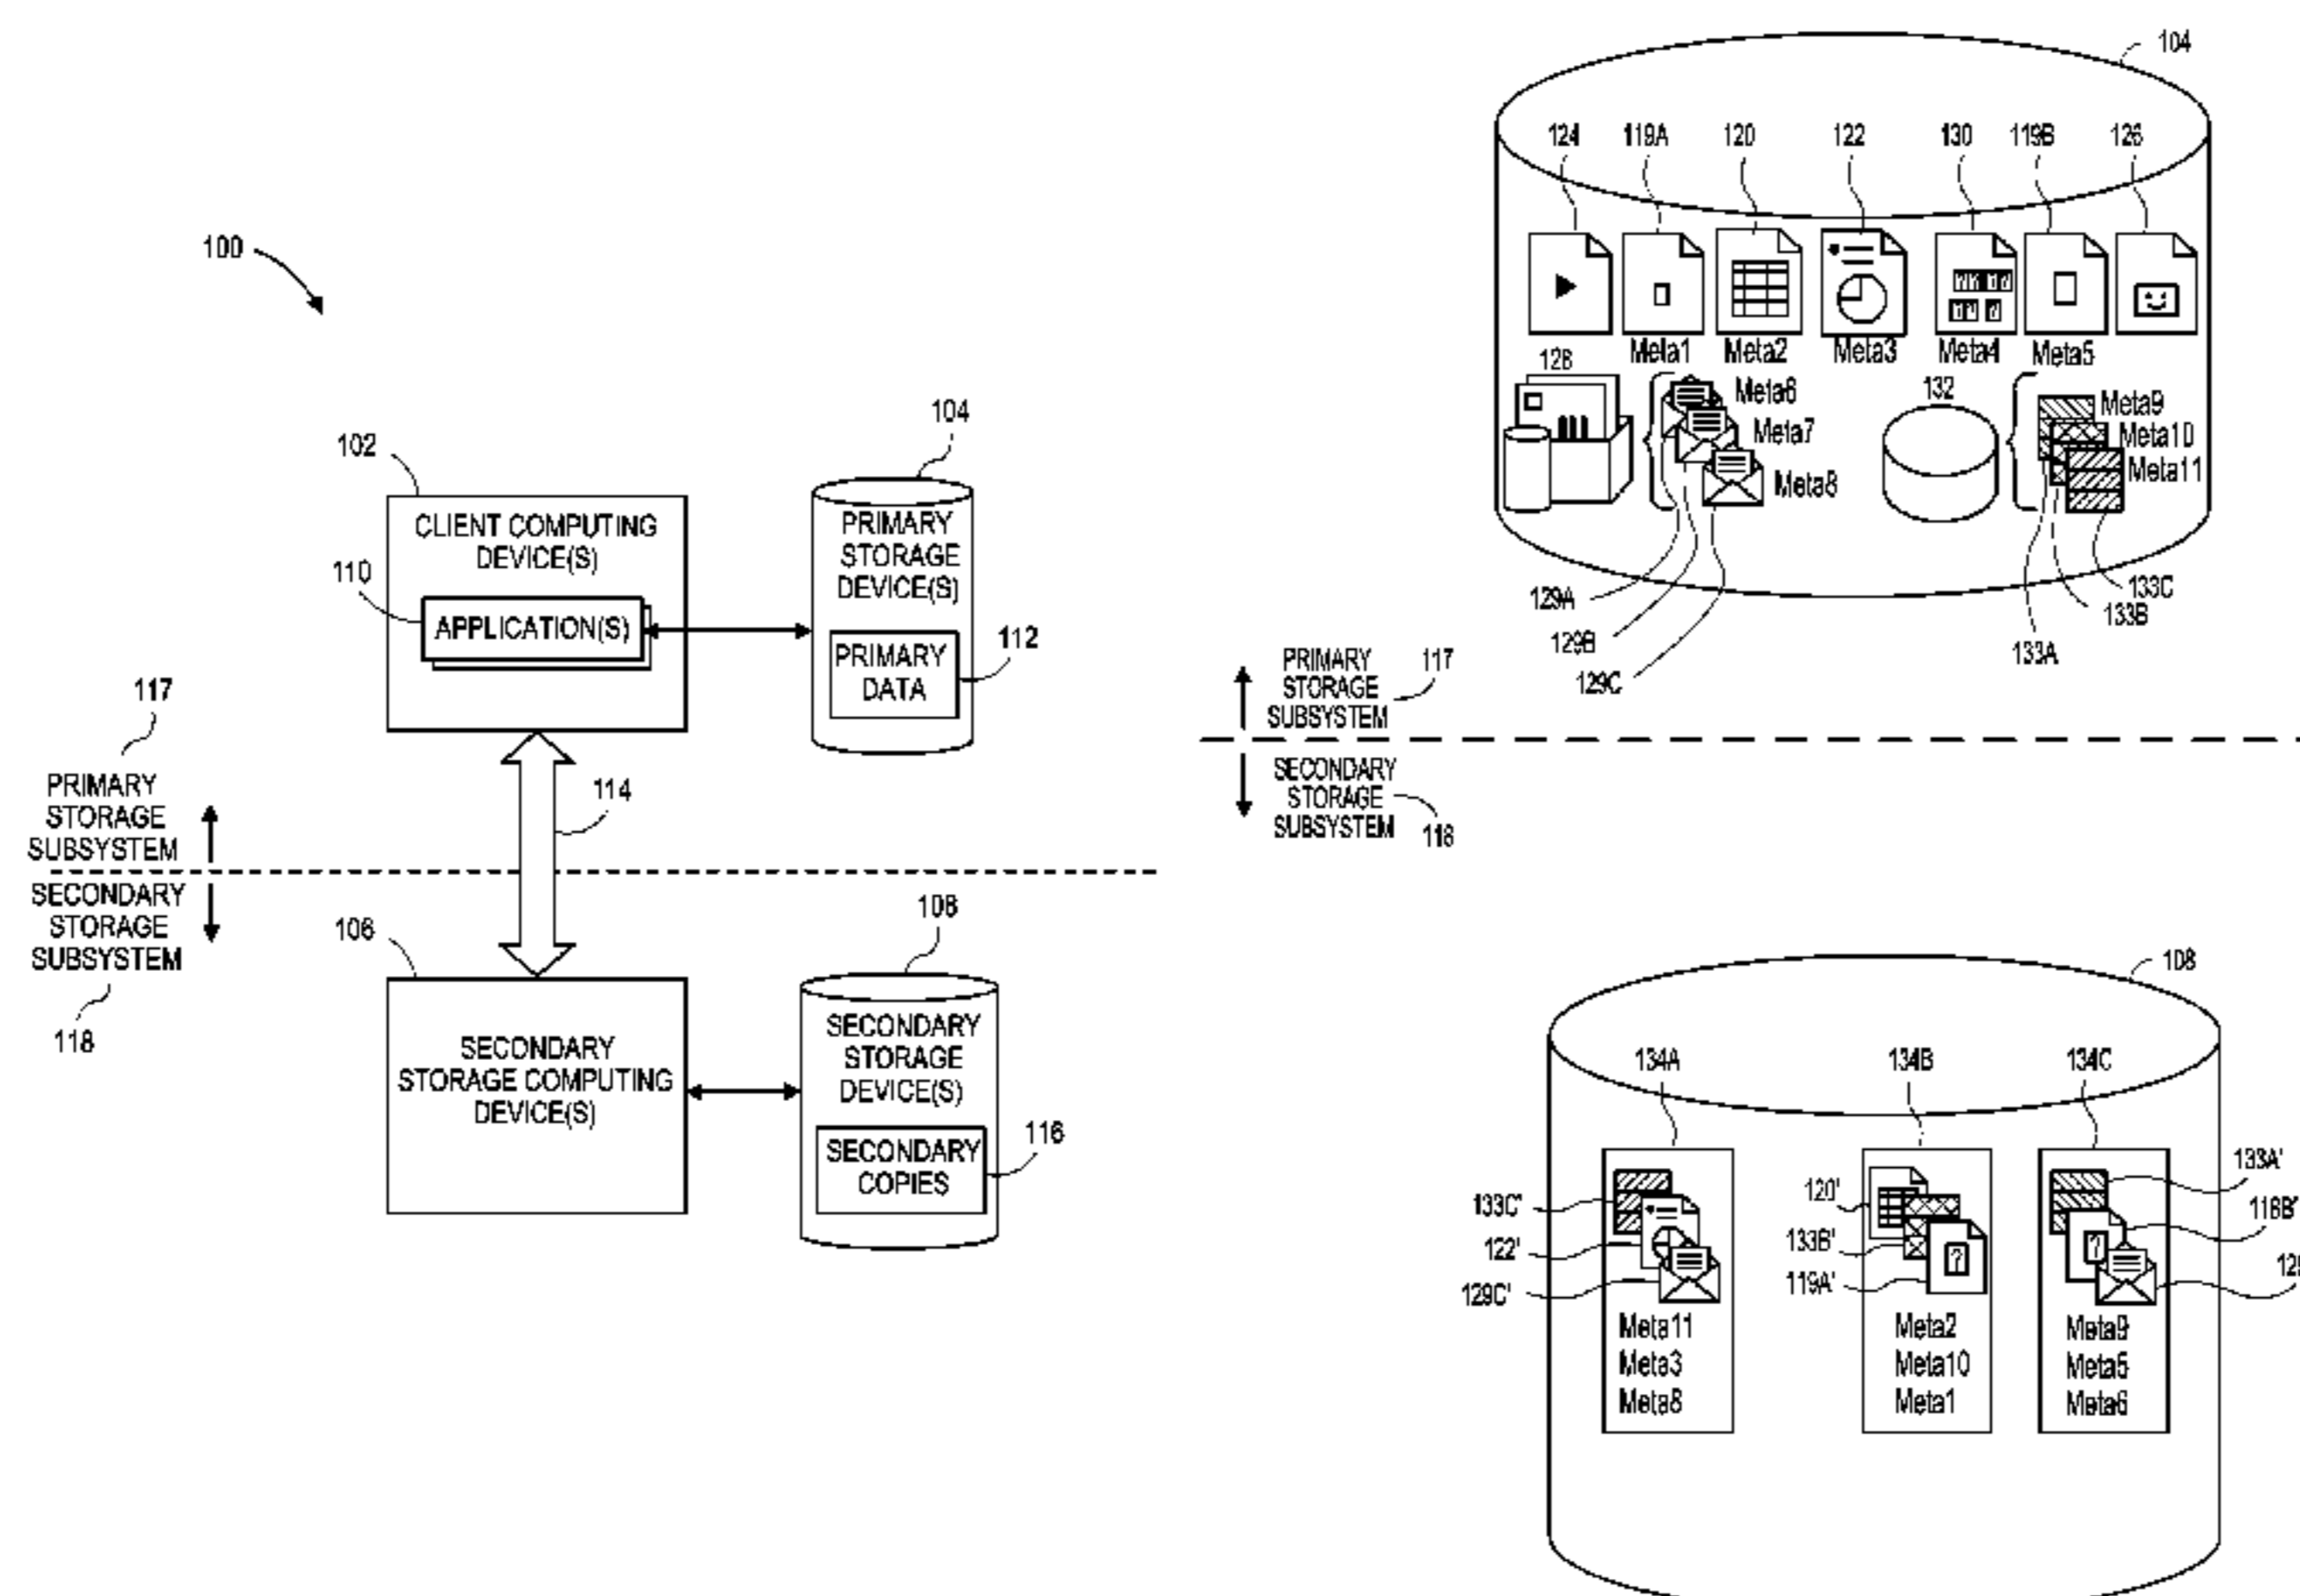 100
102
104
CLIENT COMPUTING
DEVICE(S)
110
APPLICATION(S)
PRIMARY
STORAGE
DEVICE(S)
PRIMARY
DATA
112
117
PRIMARY
STORAGE
SUBSYSTEM
114
SECONDARY
STORAGE
SUBSYSTEM
118
106
SECONDARY
STORAGE COMPUTING
DEVICE(S)
108
SECONDARY
STORAGE
DEVICE(S)
SECONDARY
COPIES
116
104
124 119A 120 122 130 119B 126
Meta1 Meta2 Meta3 Meta4 Meta5
128
Meta6
Meta7
Meta8
132
Meta9
Meta10
Meta11
129A
129B
129C
133C
133B
133A
PRIMARY
STORAGE
SUBSYSTEM
117
SECONDARY
STORAGE
SUBSYSTEM
118
108
134A 134B 134C
133C'
122'
129C'
Meta11
Meta3
Meta8
120'
133B'
119A'
?
Meta2
Meta10
Meta1
133A'
118B'
?
Meta9
Meta5
Meta6